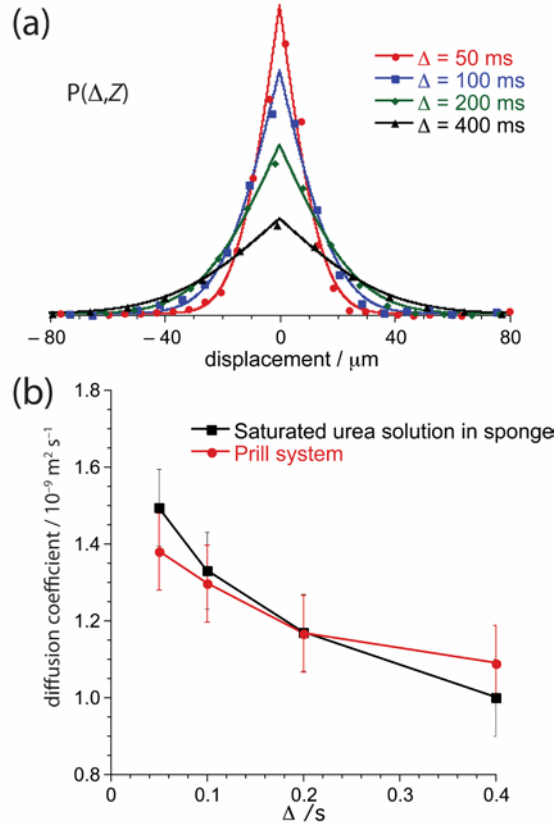 (a)
P(Δ,Z)
Δ = 50 ms
Δ = 100 ms
Δ = 200 ms
Δ = 400 ms
– 80
– 40
0
40
80
displacement / μm
(b)
1.8
1.6
1.4
1.2
1.0
0.8
diffusion coefficient / 10⁻⁹ m² s⁻¹
Saturated urea solution in sponge
Prill system
0
0.1
0.2
0.3
0.4
Δ /s